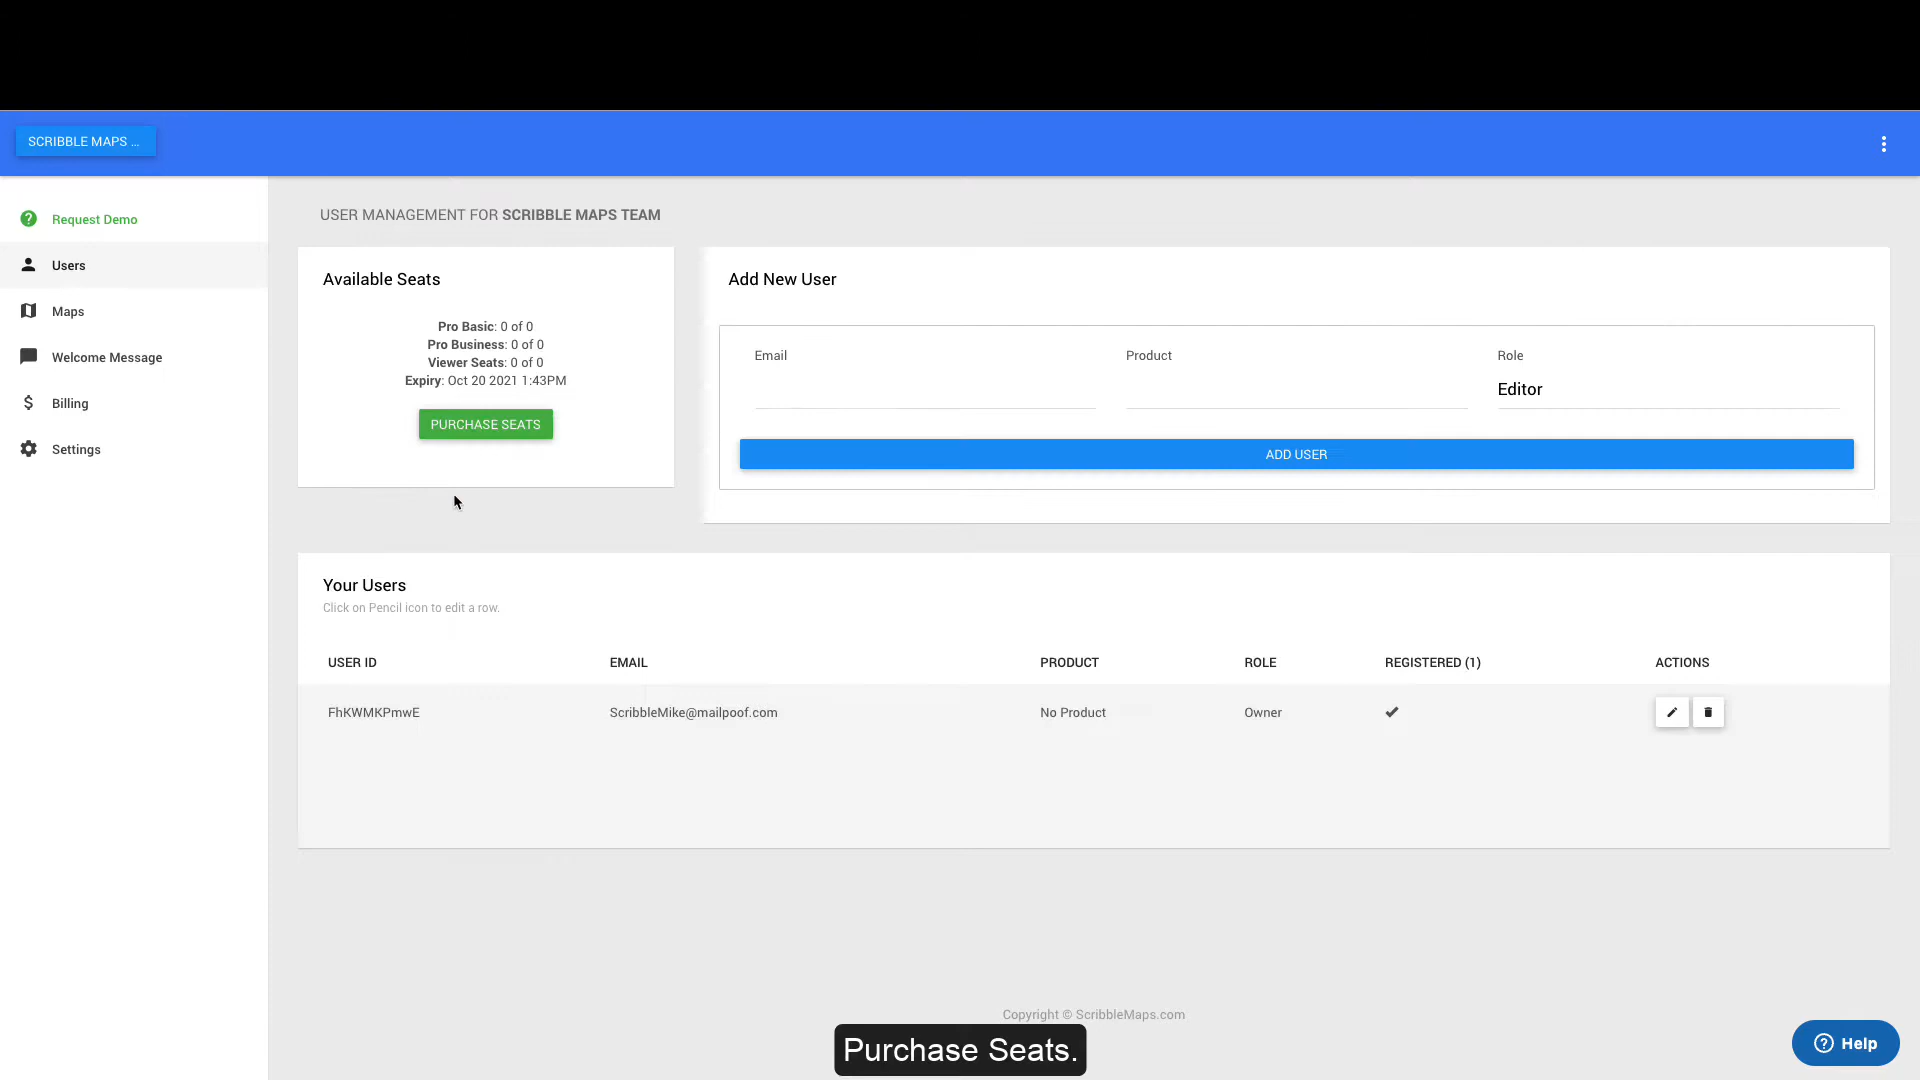 SCRIBBLE MAPS ...
Request Demo
Users
Maps
Welcome Message
Billing
Settings
USER MANAGEMENT FOR SCRIBBLE MAPS TEAM
Available Seats
Pro Basic: 0 of 0
Pro Business: 0 of 0
Viewer Seats: 0 of 0
Expiry: Oct 20 2021 1:43PM
PURCHASE SEATS
Add New User
Email Product Role
Editor
ADD USER
Your Users
Click on Pencil icon to edit a row.
USER ID EMAIL PRODUCT ROLE REGISTERED (1) ACTIONS
FhKWMKPmwE ScribbleMike@mailpoof.com No Product Owner
Copyright © ScribbleMaps.com
Purchase Seats.
Help